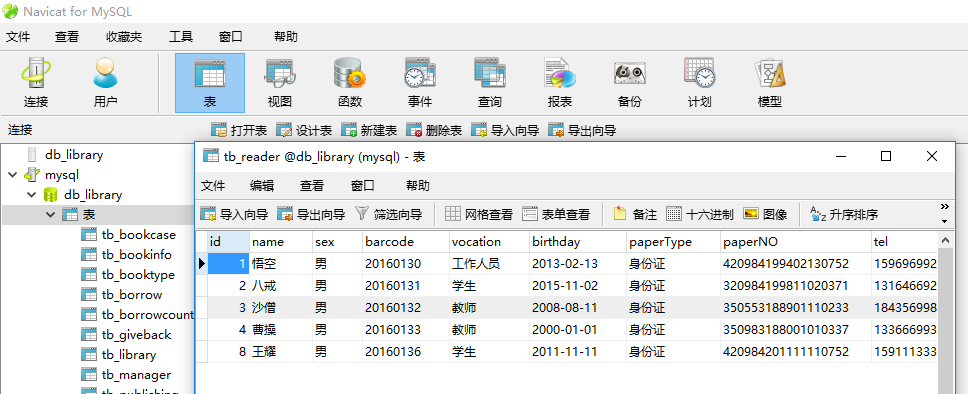 Navicat for MySQL
文件 查看 收藏夹 工具 窗口 帮助
连接 用户 表 视图 函数 事件 查询 报表 备份 计划 模型
连接 打开表 设计表 新建表 删除表 导入向导 导出向导
db_library
mysql
db_library
表
tb_bookcase
tb_bookinfo
tb_booktype
tb_borrow
tb_borrowcount
tb_giveback
tb_library
tb_manager
tb_publishing
tb_reader @db_library (mysql) - 表
文件 编辑 查看 窗口 帮助
导入向导 导出向导 筛选向导 网格查看 表单查看 备注 十六进制 图像 升序排序
id name sex barcode vocation birthday paperType paperNO tel
1 悟空 男 20160130 工作人员 2013-02-13 身份证 420984199402130752 159696992
2 八戒 男 20160131 学生 2015-11-02 身份证 320984199811020371 131646692
3 沙僧 男 20160132 教师 2008-08-11 身份证 350553188901110233 184356998
4 曹操 男 20160133 教师 2000-01-01 身份证 350983188001010337 133666993
8 王耀 男 20160136 学生 2011-11-11 身份证 420984201111110752 159111333